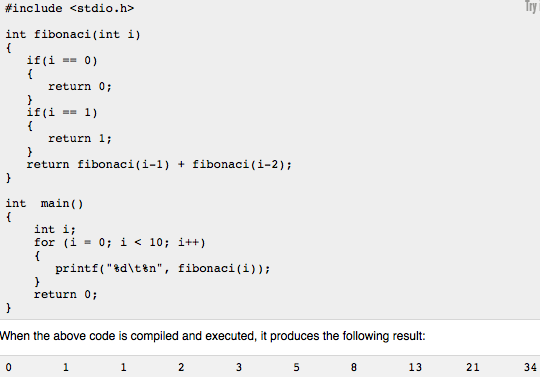 #include <stdio.h>
Try
int fibonaci(int i)
{
   if(i == 0)
   {
      return 0;
   }
   if(i == 1)
   {
      return 1;
   }
   return fibonaci(i-1) + fibonaci(i-2);
}
int  main()
{
    int i;
    for (i = 0; i < 10; i++)
    {
       printf("%d\t%n", fibonaci(i));
    }
    return 0;
}
When the above code is compiled and executed, it produces the following result:
0 1 1 2 3 5 8 13 21 34